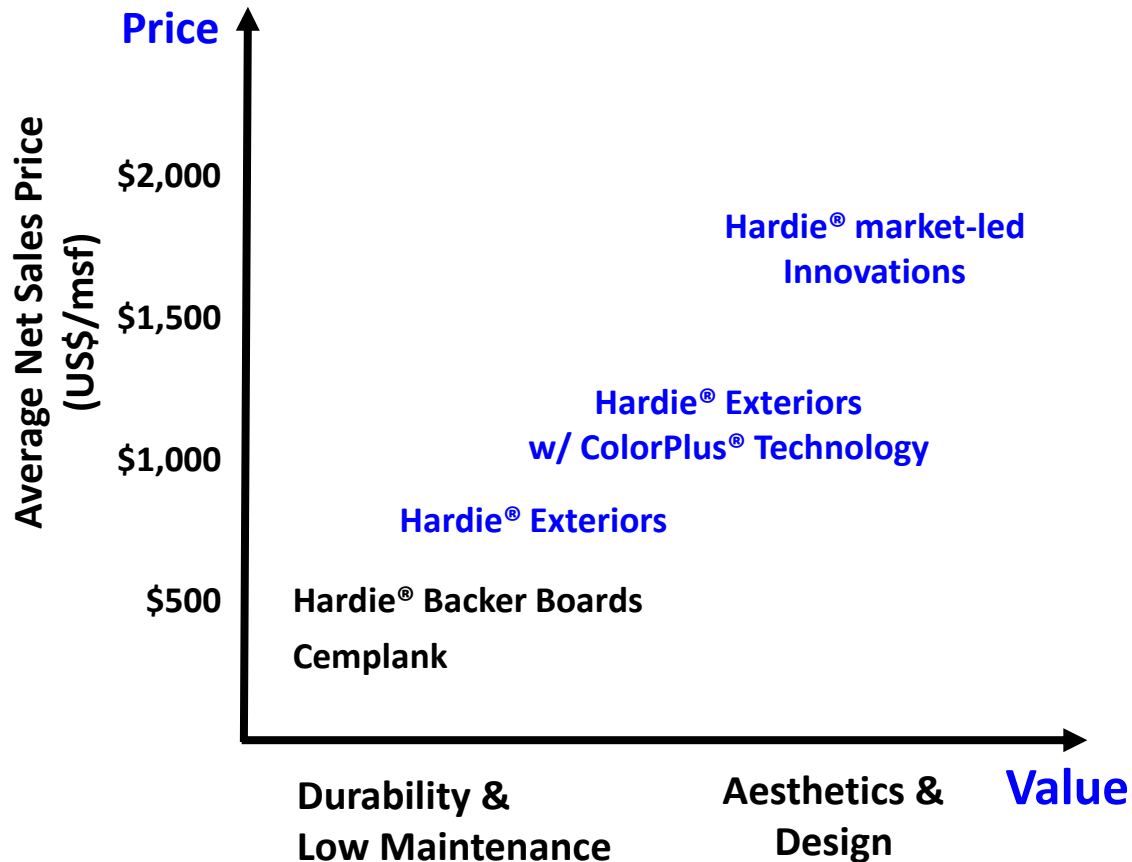 Price
Average Net Sales Price
(US$/msf)
$2,000
Hardie® market-led
Innovations
$1,500
Hardie® Exteriors
w/ ColorPlus® Technology
$1,000
Hardie® Exteriors
$500
Hardie® Backer Boards
Cemplank
Durability &
Low Maintenance
Aesthetics &
Design
Value